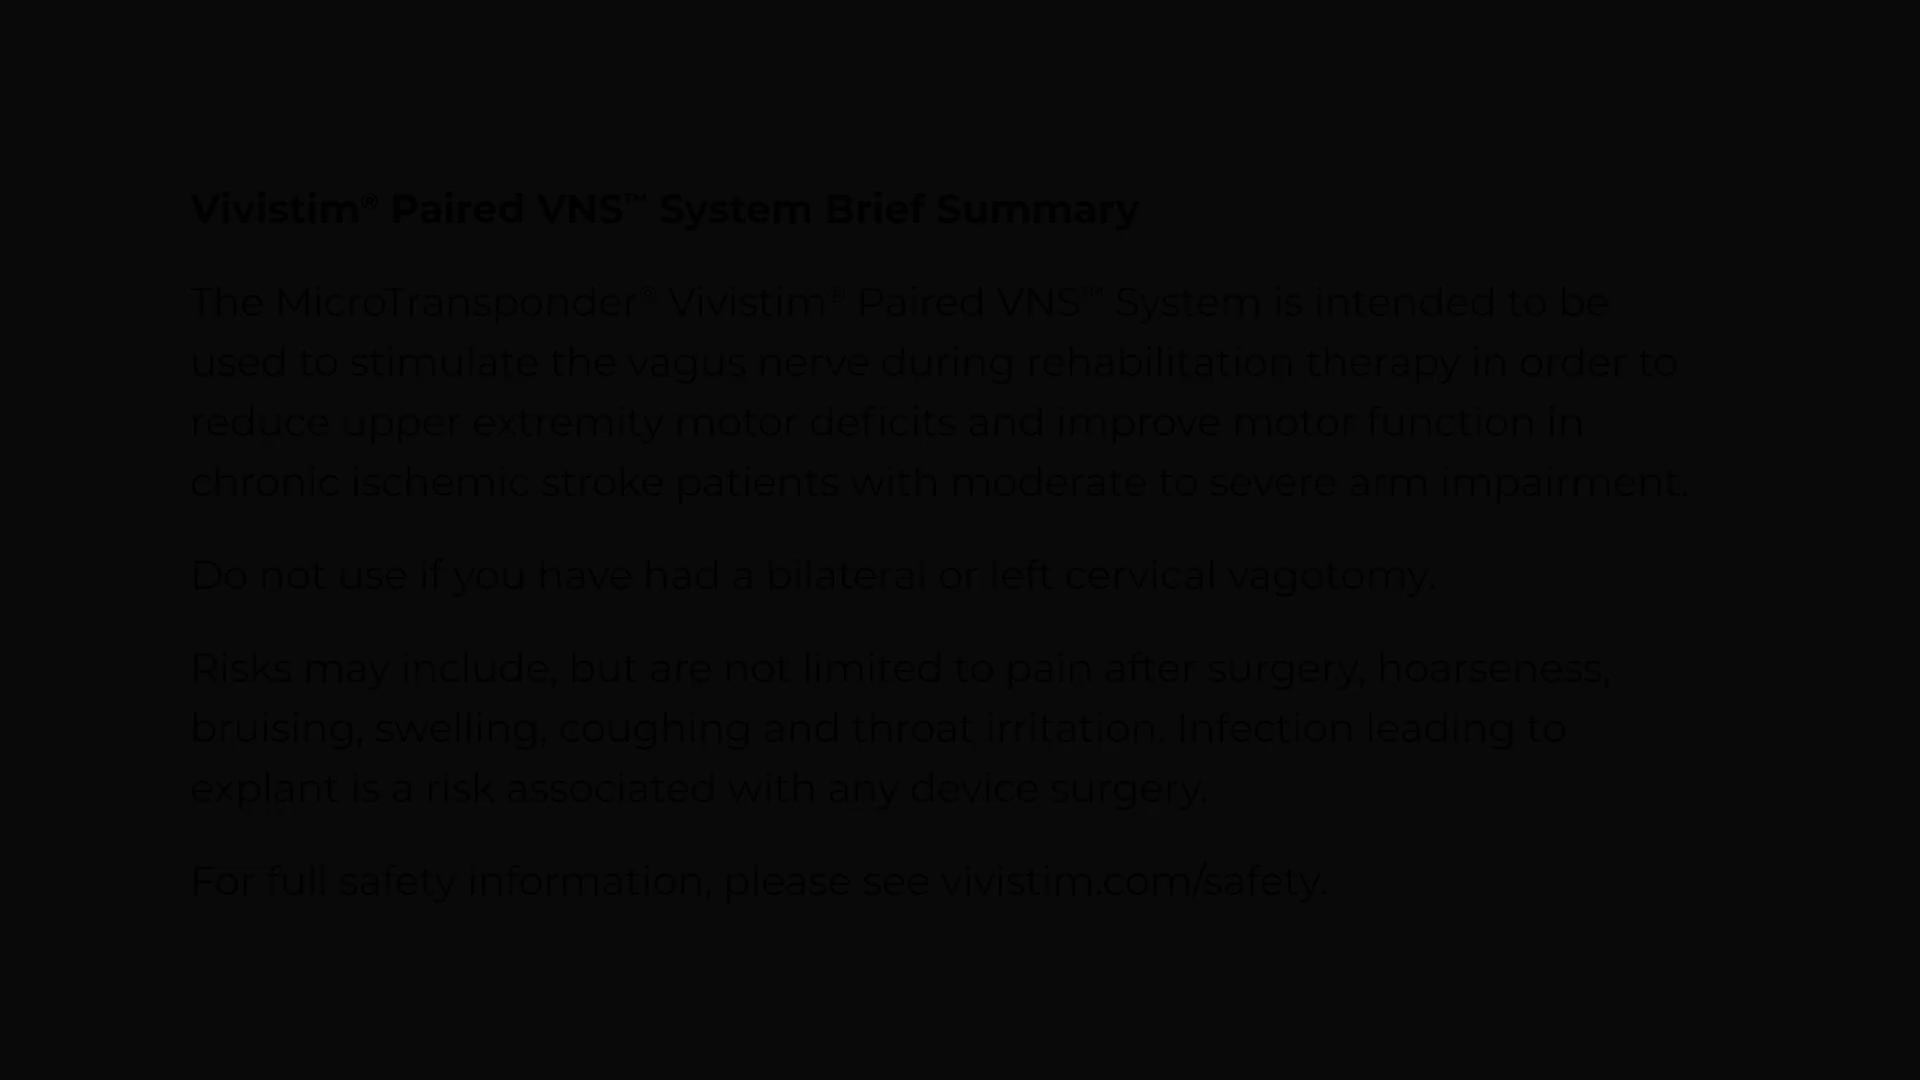 Vivistim® Paired VNS™ System Brief Summary
The MicroTransponder® Vivistim® Paired VNS™ System is intended to be
used to stimulate the vagus nerve during rehabilitation therapy in order to
reduce upper extremity motor deficits and improve motor function in
chronic ischemic stroke patients with moderate to severe arm impairment.
Do not use if you have had a bilateral or left cervical vagotomy.
Risks may include, but are not limited to pain after surgery, hoarseness,
bruising, swelling, coughing and throat irritation. Infection leading to
explant is a risk associated with any device surgery.
For full safety information, please see vivistim.com/safety.